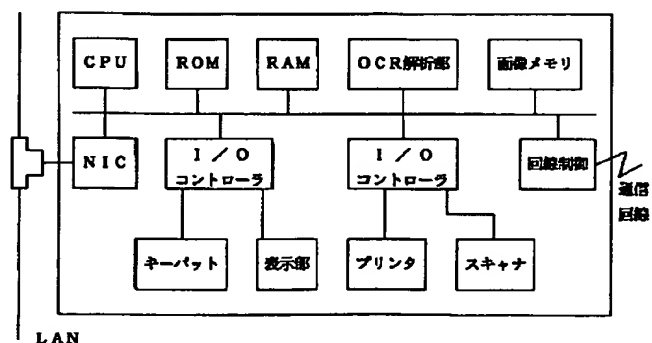 CPU
ROM
RAM
OCR解析部
画像メモリ
NIC
I/O
コントローラ
I/O
コントローラ
回線制御
通信
回線
キーパット
表示部
プリンタ
スキャナ
LAN